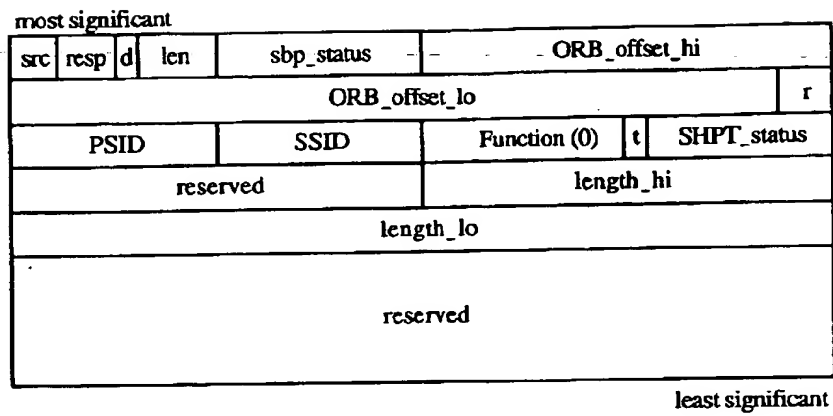 most significant
src resp d len sbp_status ORB_offset_hi
ORB_offset_lo r
PSID SSID Function (0) t SHPT_status
reserved length_hi
length_lo
reserved
least significant